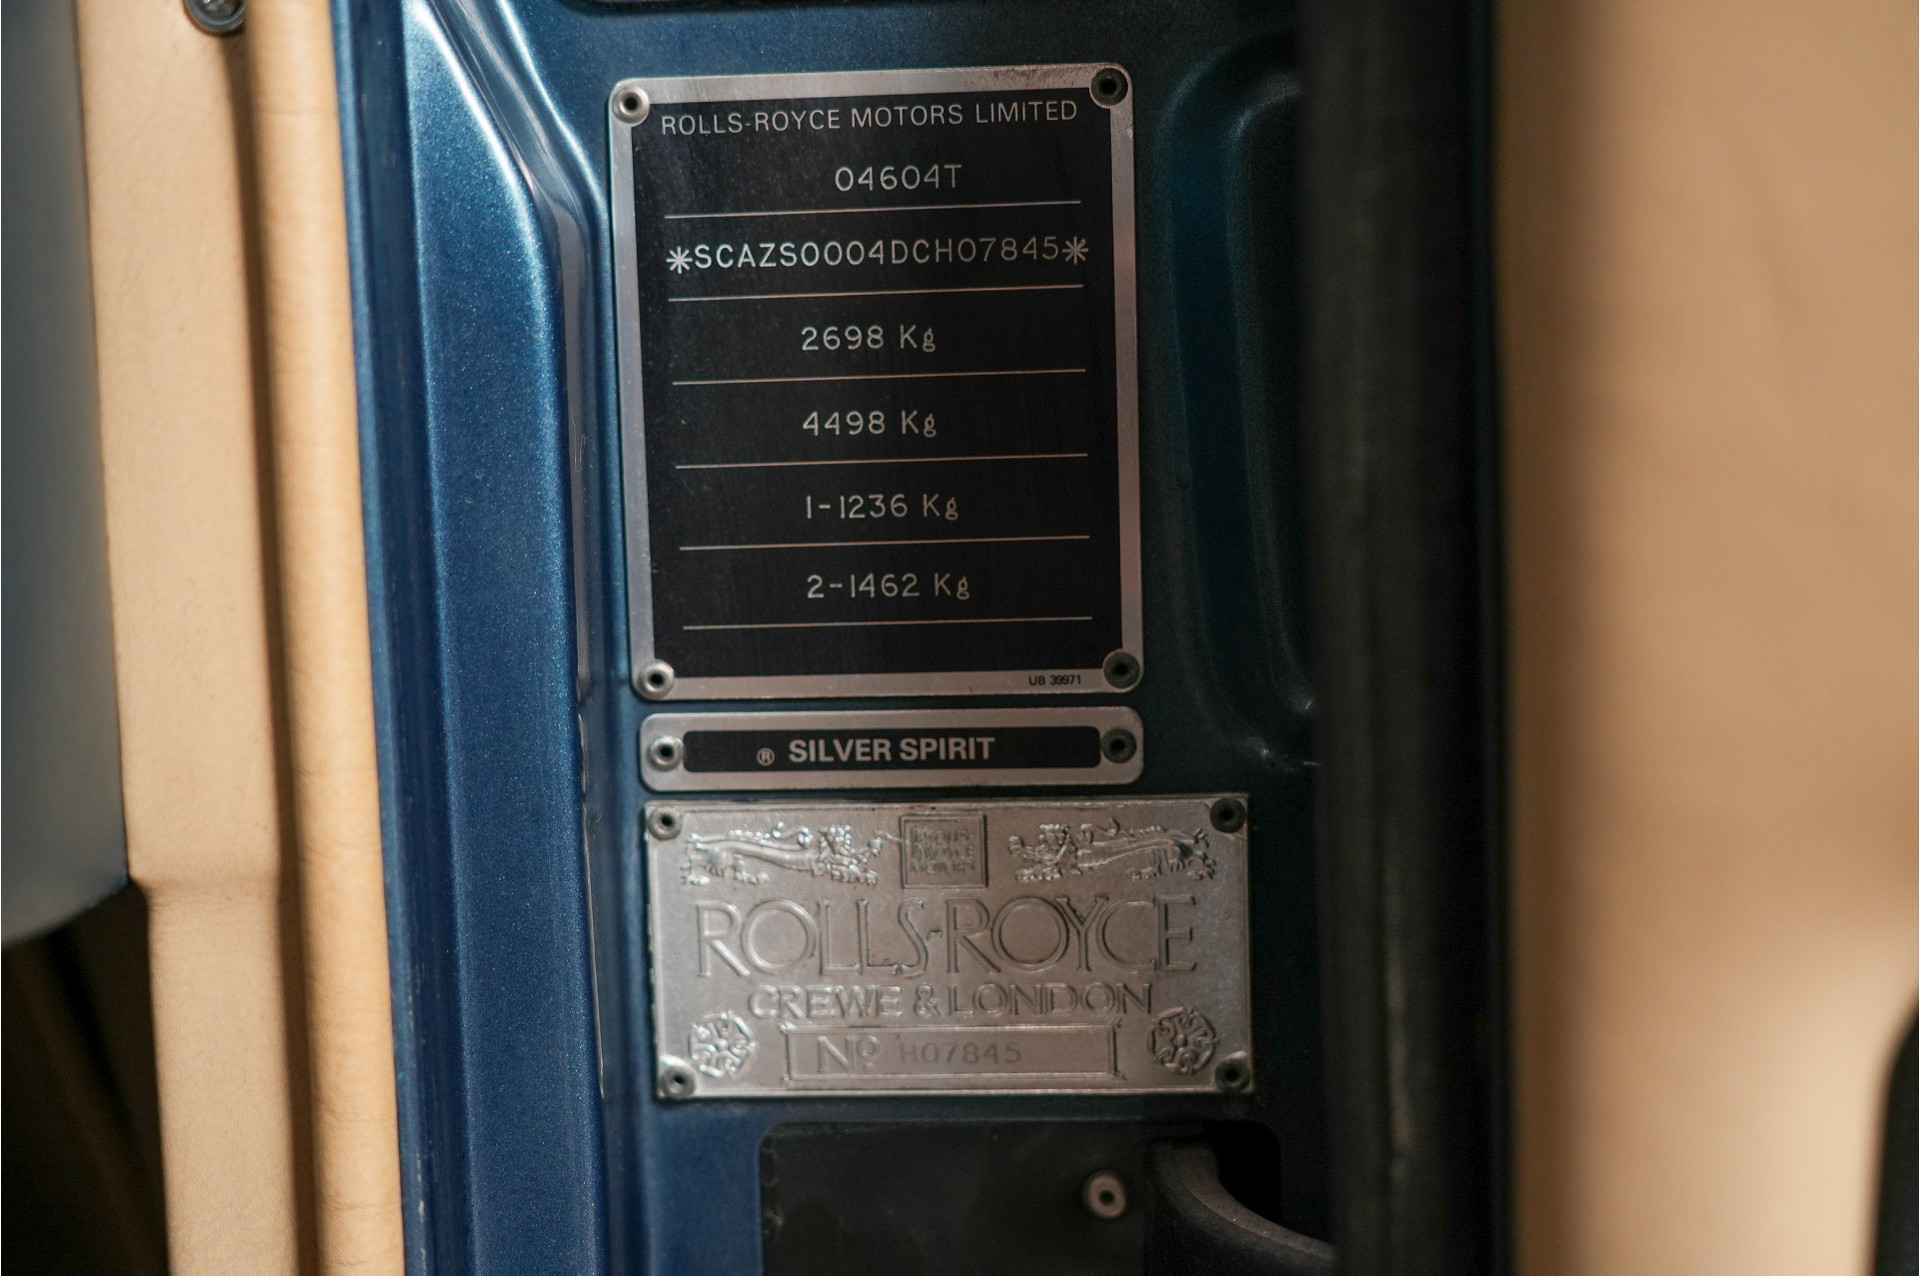 ROLLS-ROYCE MOTORS LIMITED
04604T
*SCAZS0004DCH07845*
2698 Kg
4498 Kg
1-1236 Kg
2-1462 Kg
UB 39971
® SILVER SPIRIT
ROLLS-ROYCE
CREWE & LONDON
No H07845